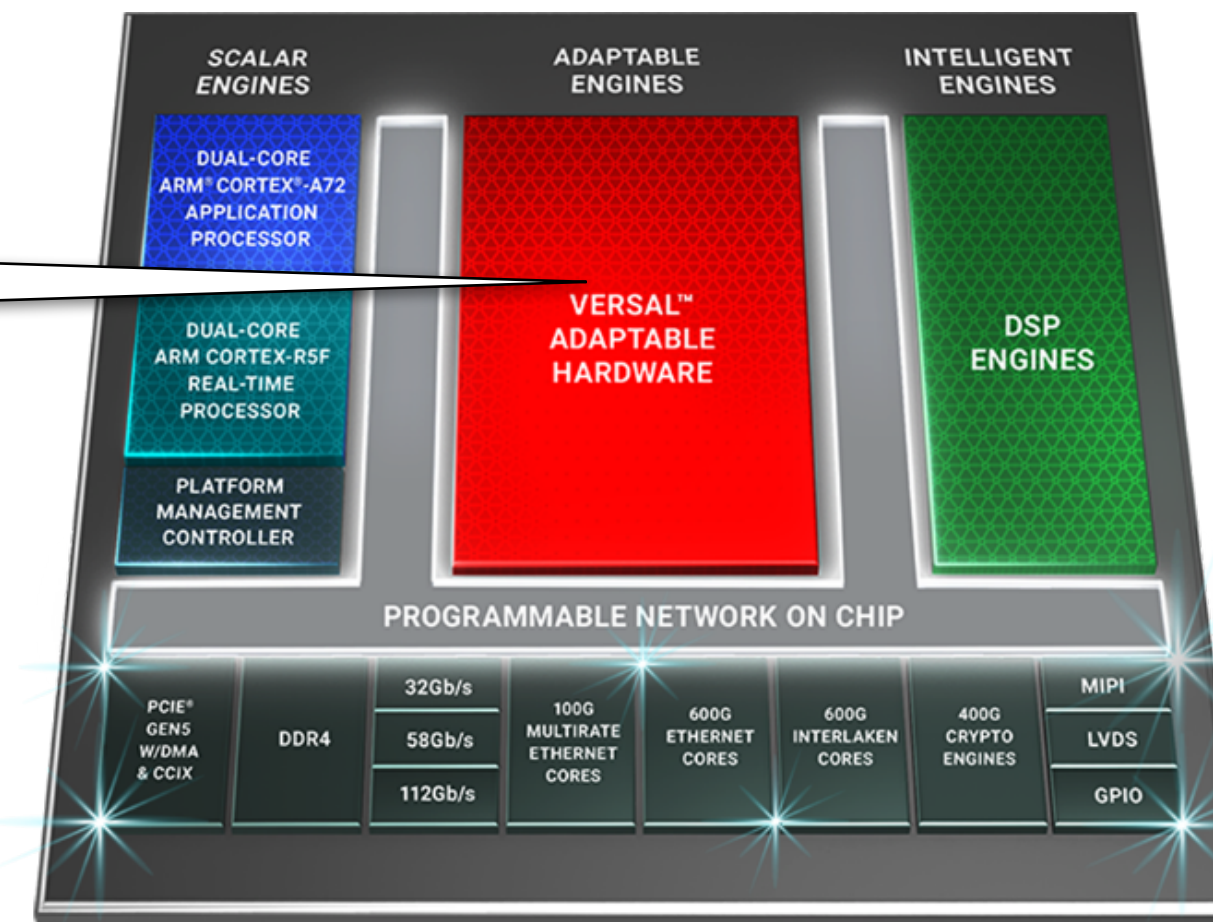 SCALAR
ENGINES
ADAPTABLE
ENGINES
INTELLIGENT
ENGINES
DUAL-CORE
ARM® CORTEX®-A72
APPLICATION
PROCESSOR
DUAL-CORE
ARM CORTEX-R5F
REAL-TIME
PROCESSOR
PLATFORM
MANAGEMENT
CONTROLLER
VERSAL™
ADAPTABLE
HARDWARE
DSP
ENGINES
PROGRAMMABLE NETWORK ON CHIP
PCIE®
GEN5
W/DMA
& CCIX
DDR4
32Gb/s
58Gb/s
112Gb/s
100G
MULTIRATE
ETHERNET
CORES
600G
ETHERNET
CORES
600G
INTERLAKEN
CORES
400G
CRYPTO
ENGINES
MIPI
LVDS
GPIO